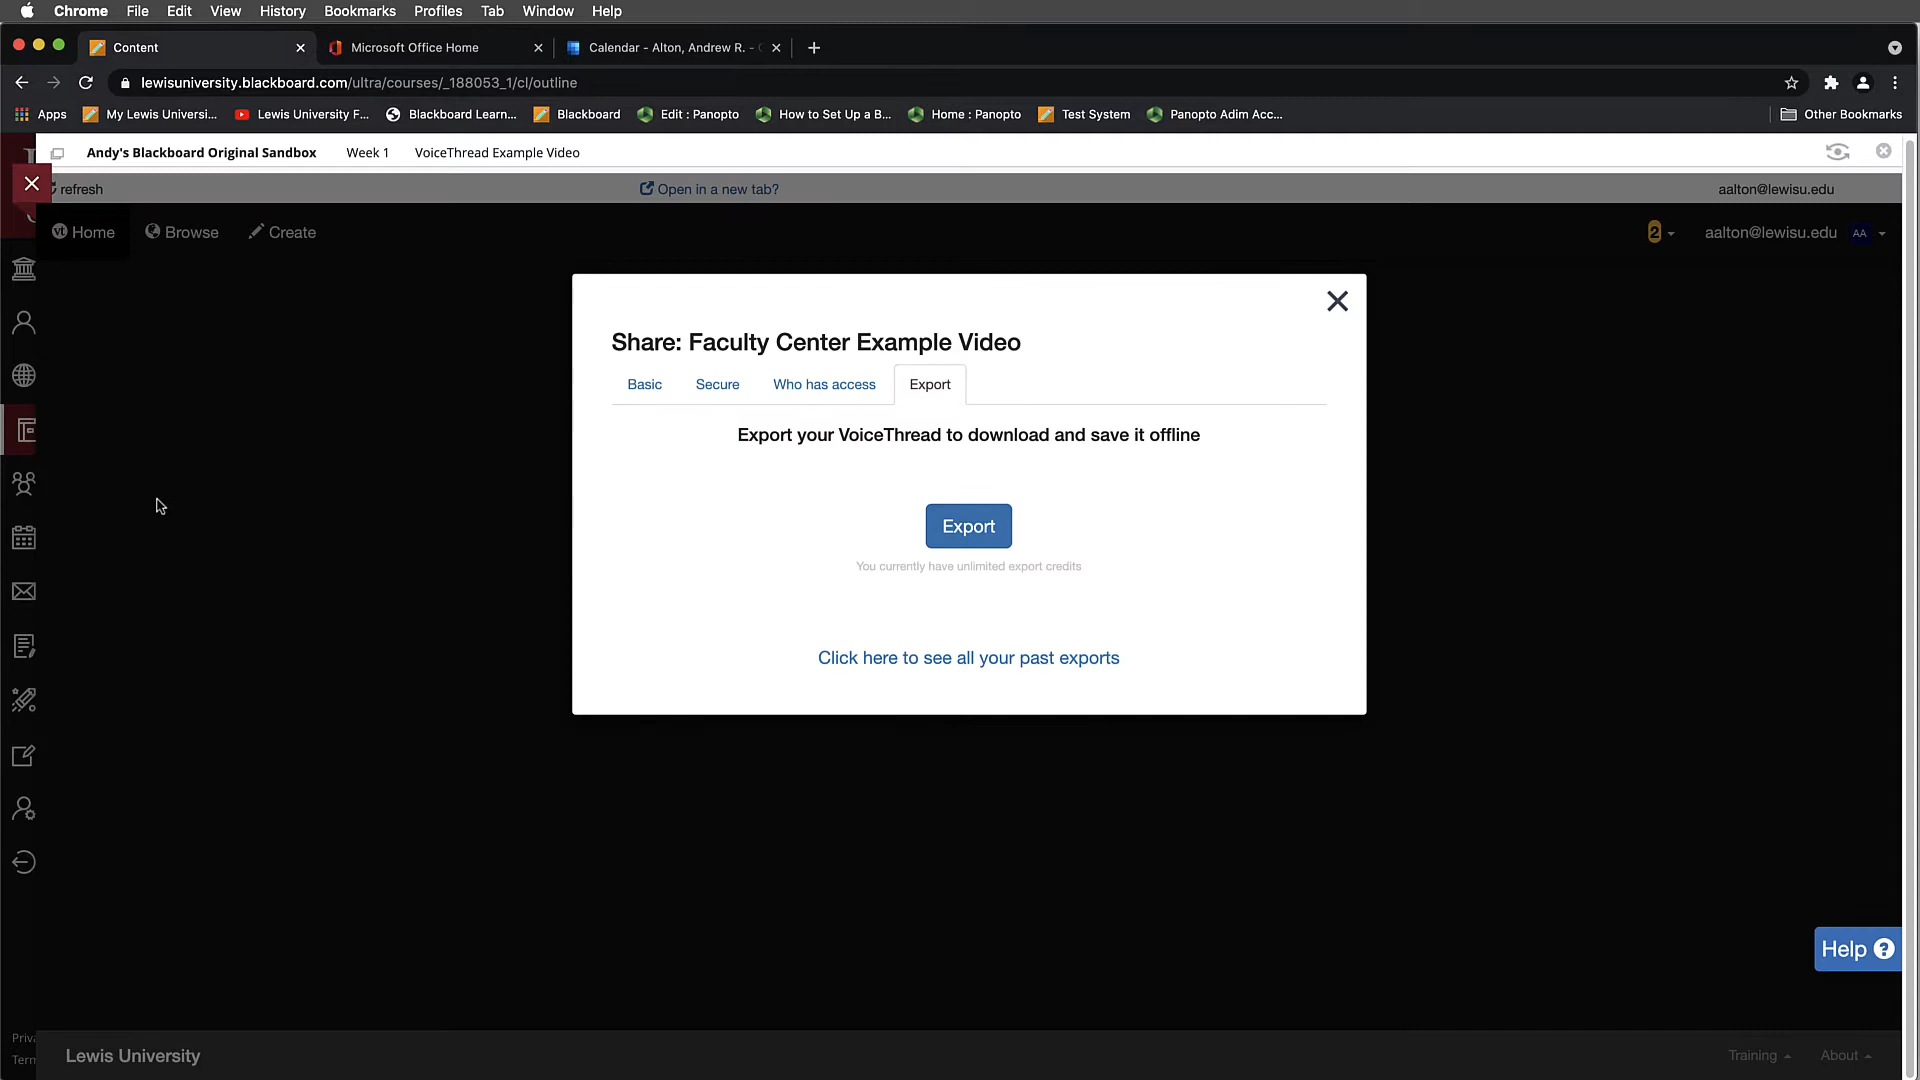 Chrome File Edit View History Bookmarks Profiles Tab Window Help
Content Microsoft Office Home Calendar - Alton, Andrew R. -
lewisuniversity.blackboard.com/ultra/courses/_188053_1/cl/outline
Apps My Lewis Universi... Lewis University F... Blackboard Learn... Blackboard Edit : Panopto How to Set Up a B... Home : Panopto Test System Panopto Adim Acc... Other Bookmarks
Andy's Blackboard Original Sandbox Week 1 VoiceThread Example Video
refresh Open in a new tab? aalton@lewisu.edu
Home Browse Create 2 aalton@lewisu.edu AA
Share: Faculty Center Example Video
Basic Secure Who has access Export
Export your VoiceThread to download and save it offline
Export
You currently have unlimited export credits
Click here to see all your past exports
Help ?
Priva
Term
Lewis University Training About